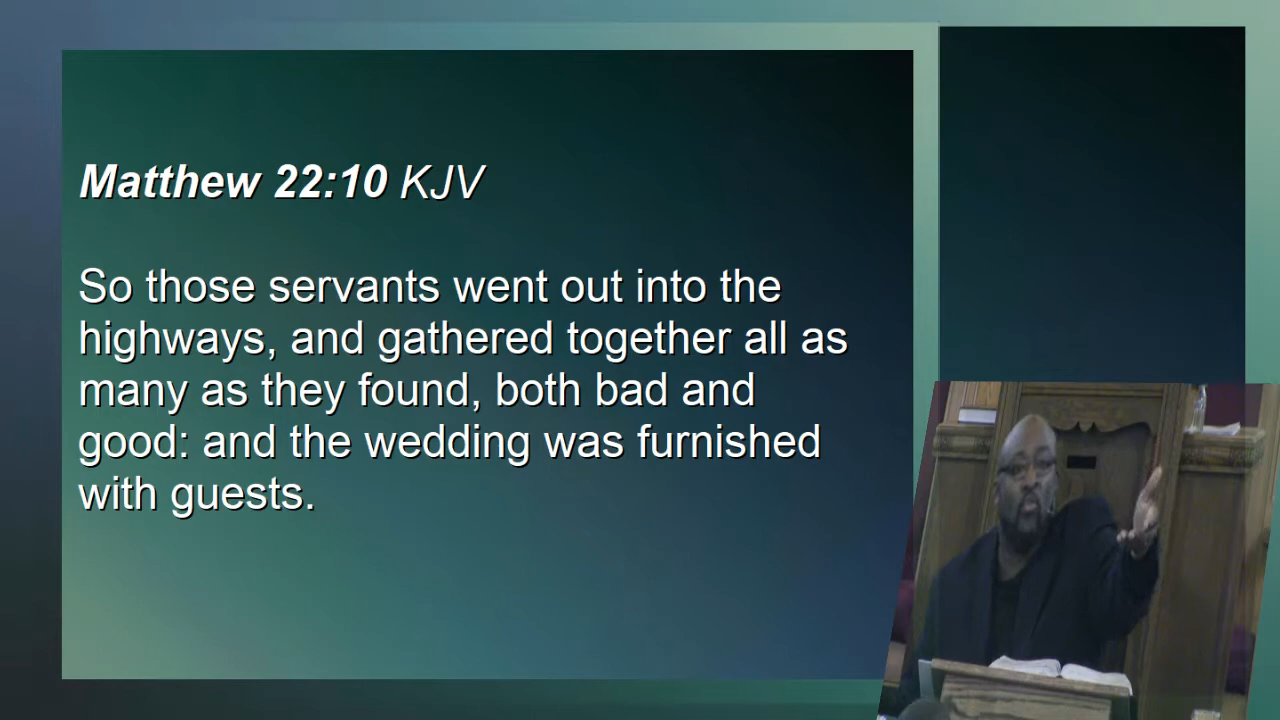 Matthew 22:10 KJV
So those servants went out into the
highways, and gathered together all as
many as they found, both bad and
good: and the wedding was furnished
with guests.